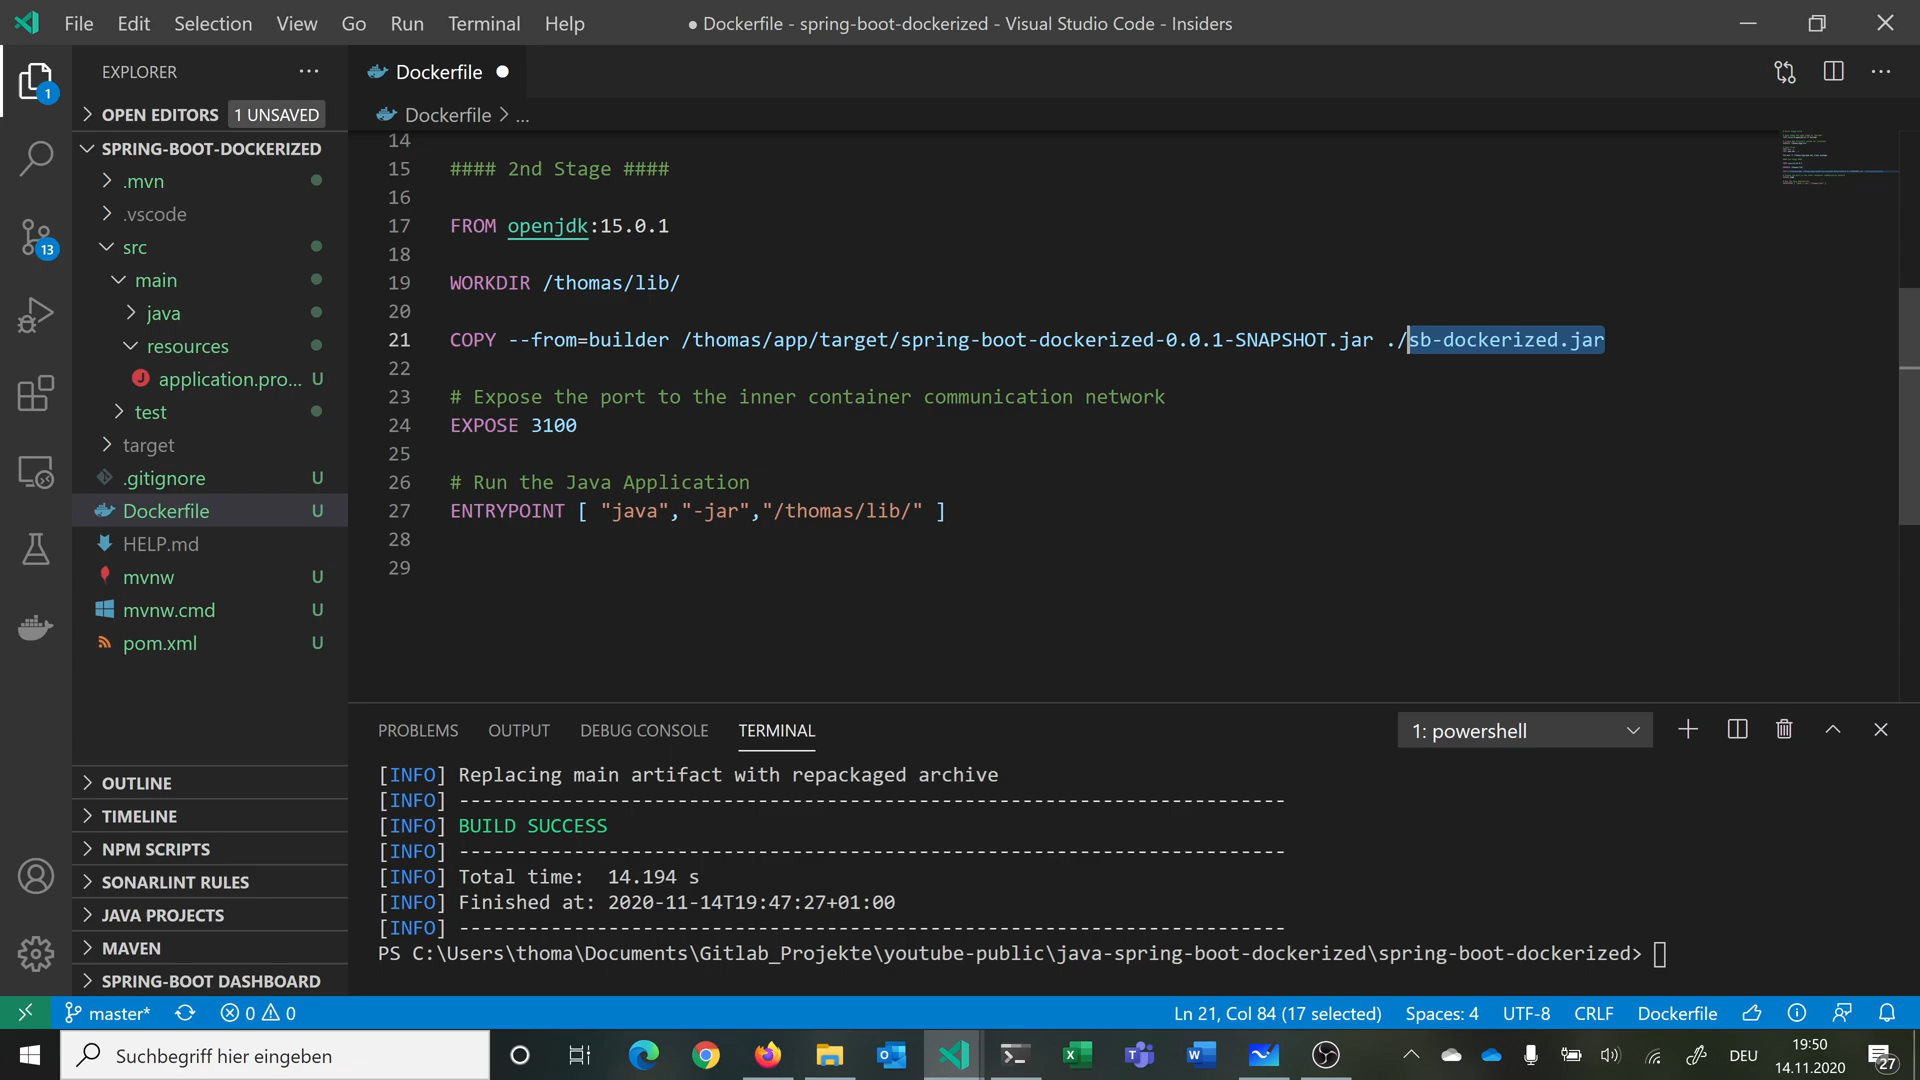 File Edit Selection View Go Run Terminal Help
● Dockerfile - spring-boot-dockerized - Visual Studio Code - Insiders
EXPLORER
1
OPEN EDITORS 1 UNSAVED
SPRING-BOOT-DOCKERIZED
.mvn
.vscode
src
13
main
java
resources
application.pro... U
test
target
.gitignore U
Dockerfile U
HELP.md
mvnw U
mvnw.cmd U
pom.xml U
OUTLINE
TIMELINE
NPM SCRIPTS
SONARLINT RULES
JAVA PROJECTS
MAVEN
SPRING-BOOT DASHBOARD
Dockerfile
Dockerfile > ...
14
15 #### 2nd Stage ####
16
17 FROM openjdk:15.0.1
18
19 WORKDIR /thomas/lib/
20
21 COPY --from=builder /thomas/app/target/spring-boot-dockerized-0.0.1-SNAPSHOT.jar ./sb-dockerized.jar
22
23 # Expose the port to the inner container communication network
24 EXPOSE 3100
25
26 # Run the Java Application
27 ENTRYPOINT [ "java","-jar","/thomas/lib/" ]
28
29
PROBLEMS OUTPUT DEBUG CONSOLE TERMINAL
1: powershell
[INFO] Replacing main artifact with repackaged archive
[INFO] ------------------------------------------------------------------------
[INFO] BUILD SUCCESS
[INFO] ------------------------------------------------------------------------
[INFO] Total time:  14.194 s
[INFO] Finished at: 2020-11-14T19:47:27+01:00
[INFO] ------------------------------------------------------------------------
PS C:\Users\thoma\Documents\Gitlab_Projekte\youtube-public\java-spring-boot-dockerized\spring-boot-dockerized>
master* 0 0
Ln 21, Col 84 (17 selected) Spaces: 4 UTF-8 CRLF Dockerfile
Suchbegriff hier eingeben
DEU
19:50
14.11.2020
27